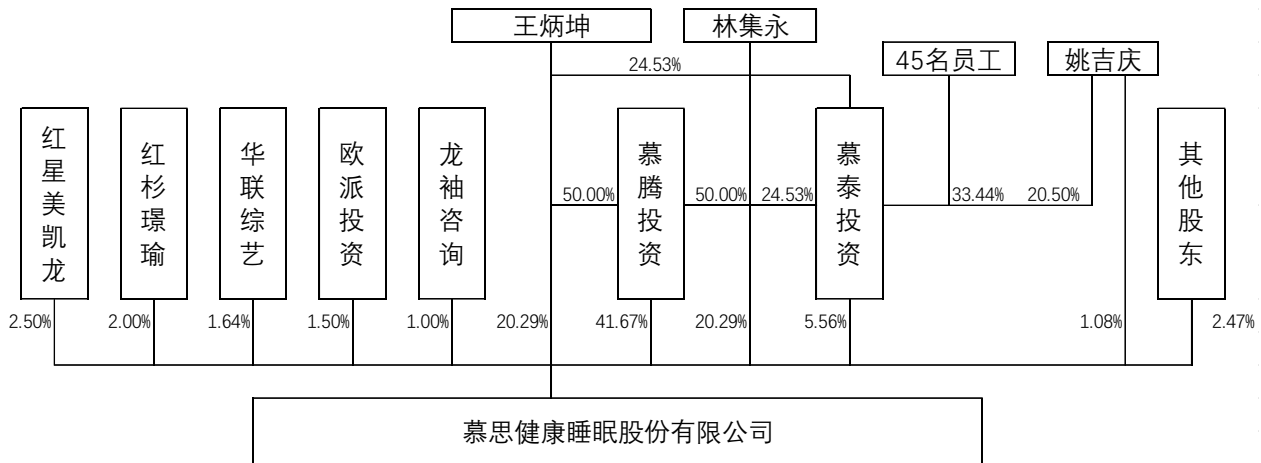 王炳坤
林集永
24.53%
45名员工
姚吉庆
红星美凯龙
红杉璟瑜
华联综艺
欧派投资
龙袖咨询
慕腾投资
慕泰投资
其他股东
50.00%
50.00%
24.53%
33.44%
20.50%
2.50%
2.00%
1.64%
1.50%
1.00%
20.29%
41.67%
20.29%
5.56%
1.08%
2.47%
慕思健康睡眠股份有限公司